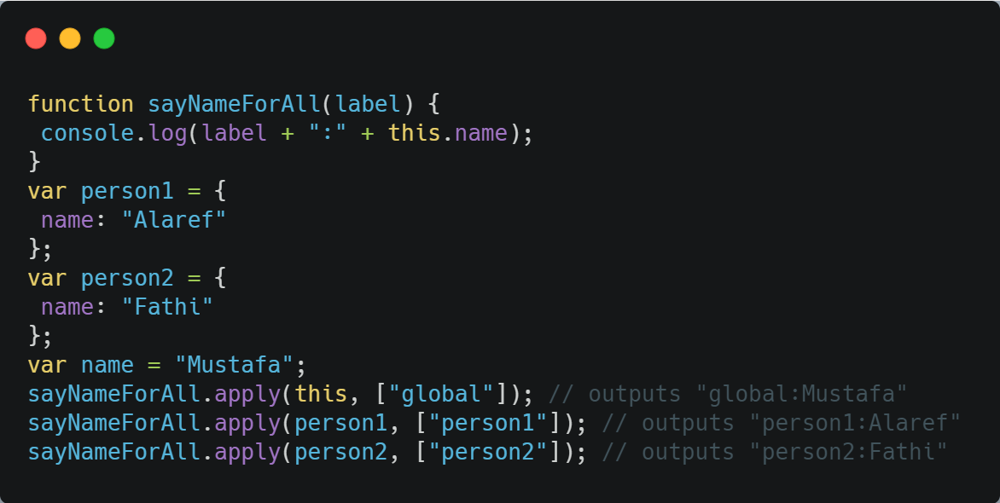 function sayNameForAll(label) {
 console.log(label + ":" + this.name);
}
var person1 = {
 name: "Alaref"
};
var person2 = {
 name: "Fathi"
};
var name = "Mustafa";
sayNameForAll.apply(this, ["global"]); // outputs "global:Mustafa"
sayNameForAll.apply(person1, ["person1"]); // outputs "person1:Alaref"
sayNameForAll.apply(person2, ["person2"]); // outputs "person2:Fathi"